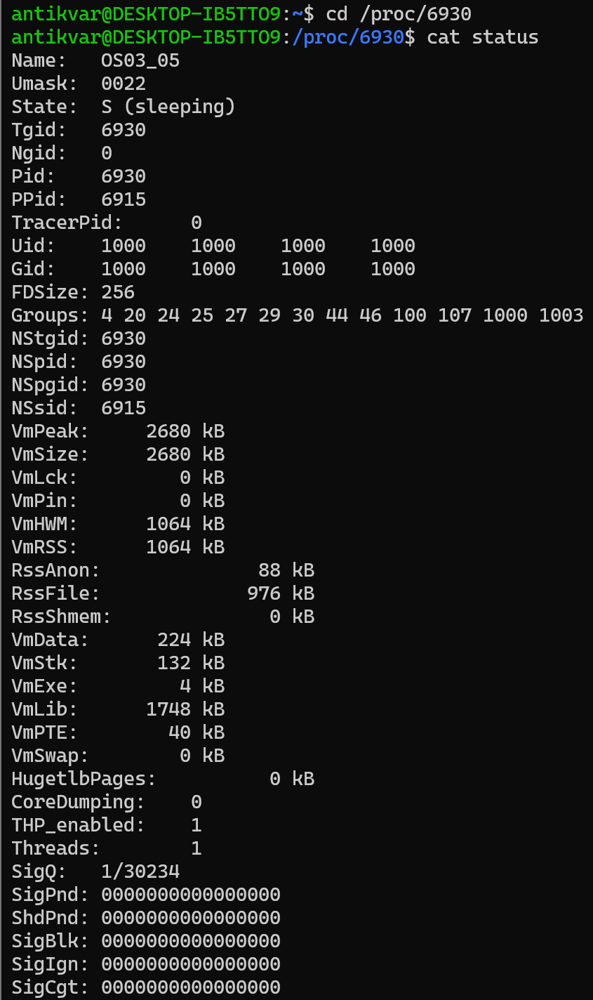 antikvar@DESKTOP-IB5TTO9:~$ cd /proc/6930
antikvar@DESKTOP-IB5TTO9:/proc/6930$ cat status
Name:   OS03_05
Umask:  0022
State:  S (sleeping)
Tgid:   6930
Ngid:   0
Pid:    6930
PPid:   6915
TracerPid:      0
Uid:    1000    1000    1000    1000
Gid:    1000    1000    1000    1000
FDSize: 256
Groups: 4 20 24 25 27 29 30 44 46 100 107 1000 1003
NStgid: 6930
NSpid:  6930
NSpgid: 6930
NSsid:  6915
VmPeak:     2680 kB
VmSize:     2680 kB
VmLck:         0 kB
VmPin:         0 kB
VmHWM:      1064 kB
VmRSS:      1064 kB
RssAnon:              88 kB
RssFile:             976 kB
RssShmem:              0 kB
VmData:      224 kB
VmStk:       132 kB
VmExe:         4 kB
VmLib:      1748 kB
VmPTE:        40 kB
VmSwap:        0 kB
HugetlbPages:          0 kB
CoreDumping:    0
THP_enabled:    1
Threads:        1
SigQ:   1/30234
SigPnd: 0000000000000000
ShdPnd: 0000000000000000
SigBlk: 0000000000000000
SigIgn: 0000000000000000
SigCgt: 0000000000000000